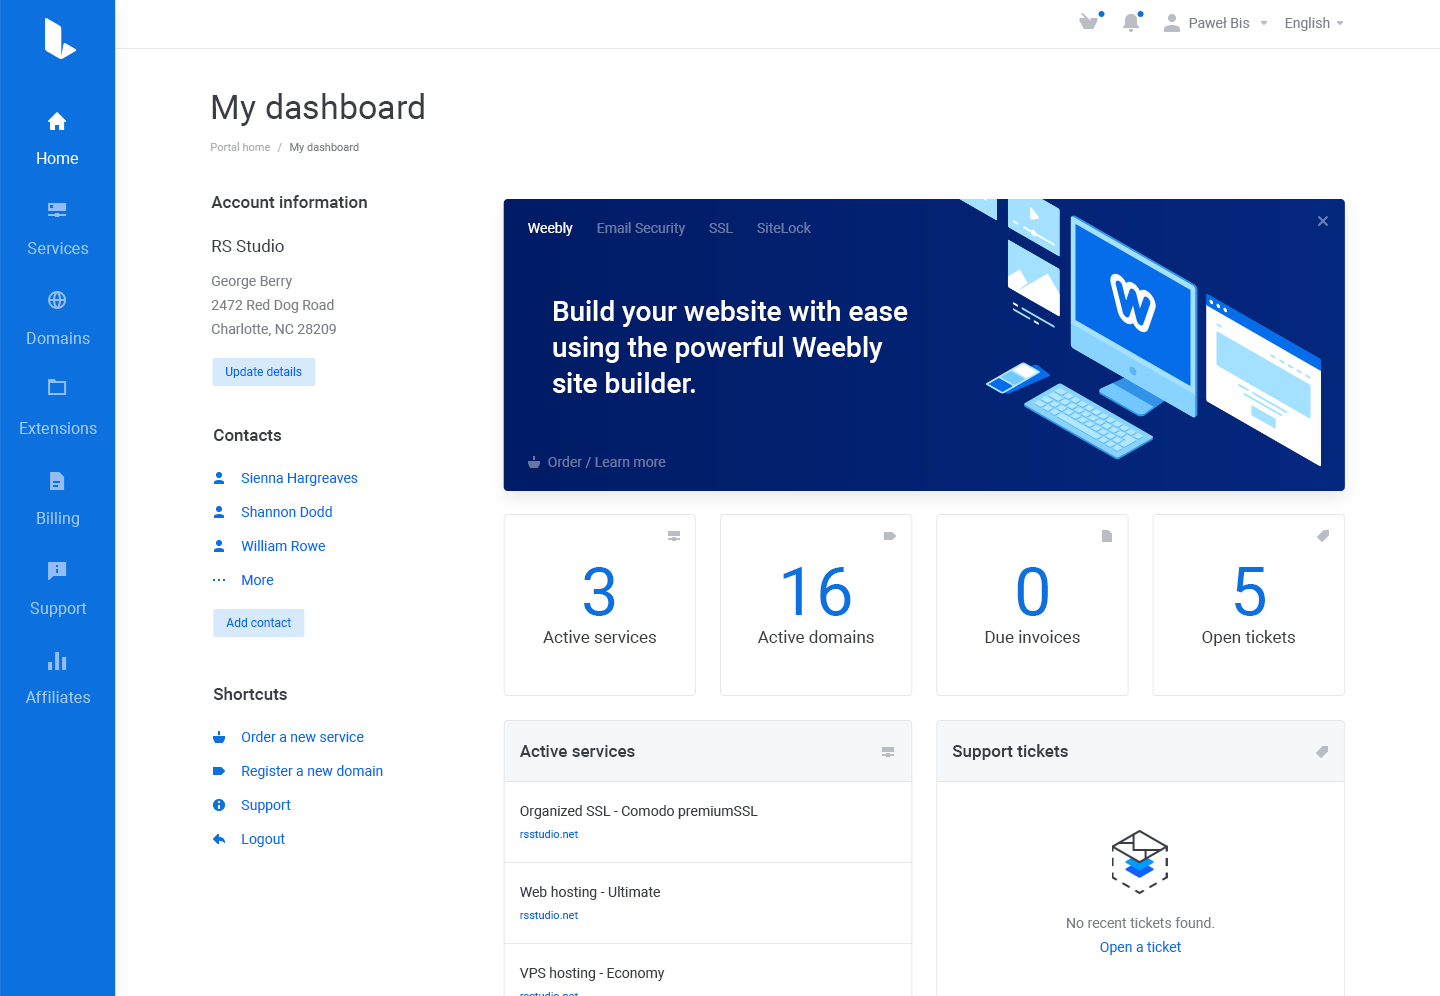 Paweł Bis
English
Home
Services
Domains
Extensions
Billing
Support
Affiliates
My dashboard
Portal home / My dashboard
Account information
RS Studio
George Berry
2472 Red Dog Road
Charlotte, NC 28209
Update details
Contacts
Sienna Hargreaves
Shannon Dodd
William Rowe
More
Add contact
Shortcuts
Order a new service
Register a new domain
Support
Logout
Weebly Email Security SSL SiteLock
Build your website with ease
using the powerful Weebly
site builder.
Order / Learn more
3
Active services
16
Active domains
0
Due invoices
5
Open tickets
Active services
Organized SSL - Comodo premiumSSL
rsstudio.net
Web hosting - Ultimate
rsstudio.net
VPS hosting - Economy
rsstudio.net
Support tickets
No recent tickets found.
Open a ticket